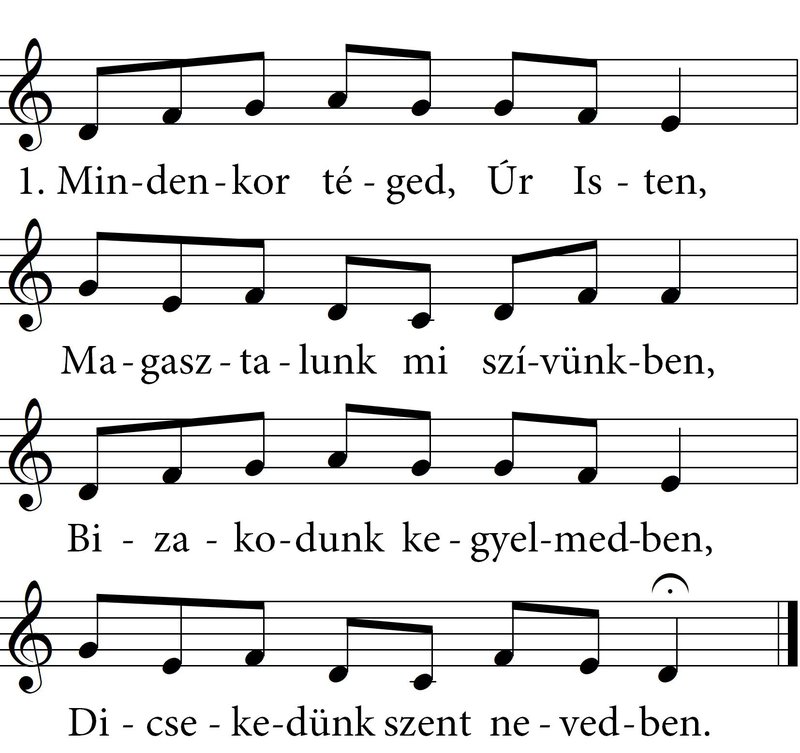 1. Min-den-kor té-ged, Úr Is-ten,
Ma-gasz-ta-lunk mi szí-vünk-ben,
Bi-za-ko-dunk ke-gyel-med-ben,
Di-cse-ke-dünk szent ne-ved-ben.